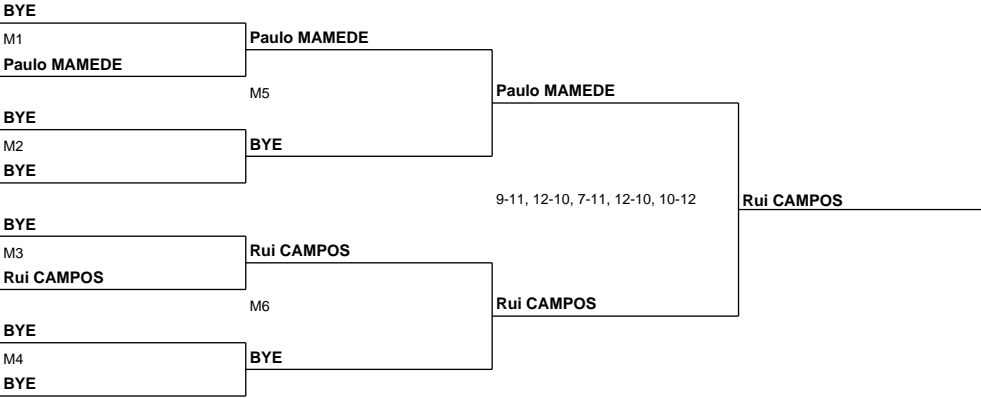 BYE
M1
Paulo MAMEDE
Paulo MAMEDE
M5
BYE
M2
BYE
BYE
Paulo MAMEDE
9-11, 12-10, 7-11, 12-10, 10-12
Rui CAMPOS
BYE
M3
Rui CAMPOS
Rui CAMPOS
M6
BYE
M4
BYE
BYE
Rui CAMPOS